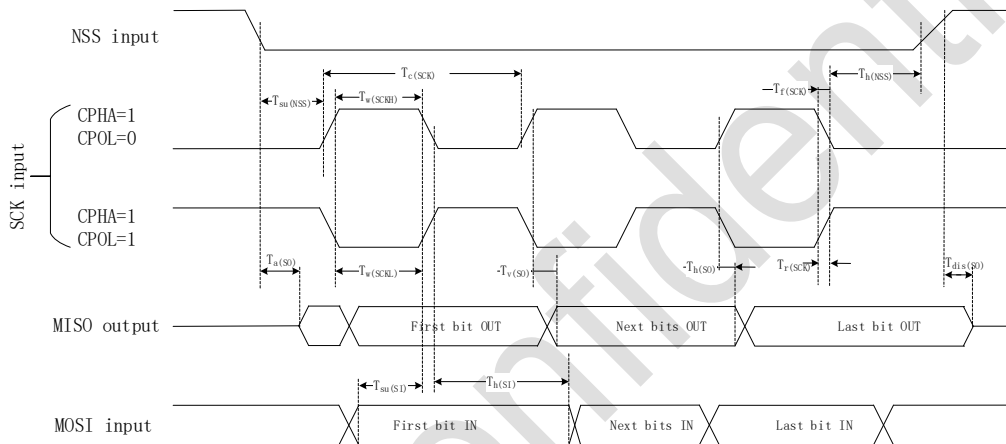 NSS input
Tc(SCK)
Th(NSS)
Tsu(NSS)
Tw(SCKH)
Tf(SCK)
SCK input
CPHA=1
CPOL=0
CPHA=1
CPOL=1
Ta(SO)
Tw(SCKL)
Tv(SO)
Th(SO)
Tr(SCK)
Tdis(SO)
MISO output
First bit OUT
Next bits OUT
Last bit OUT
Tsu(SI)
Th(SI)
MOSI input
First bit IN
Next bits IN
Last bit IN